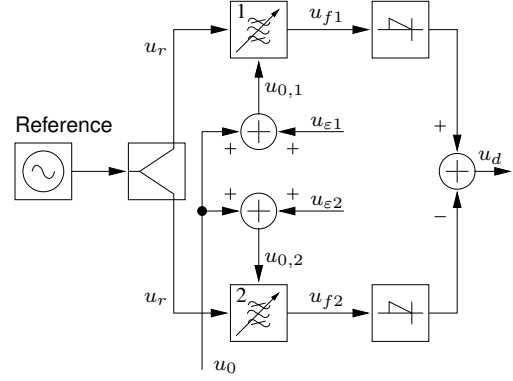 1
u_{f1}
u_r
u_{0,1}
Reference
u_{ε1}
+
+
+
u_d
+
+
u_{ε2}
u_{0,2}
−
2
u_r
u_{f2}
u_0